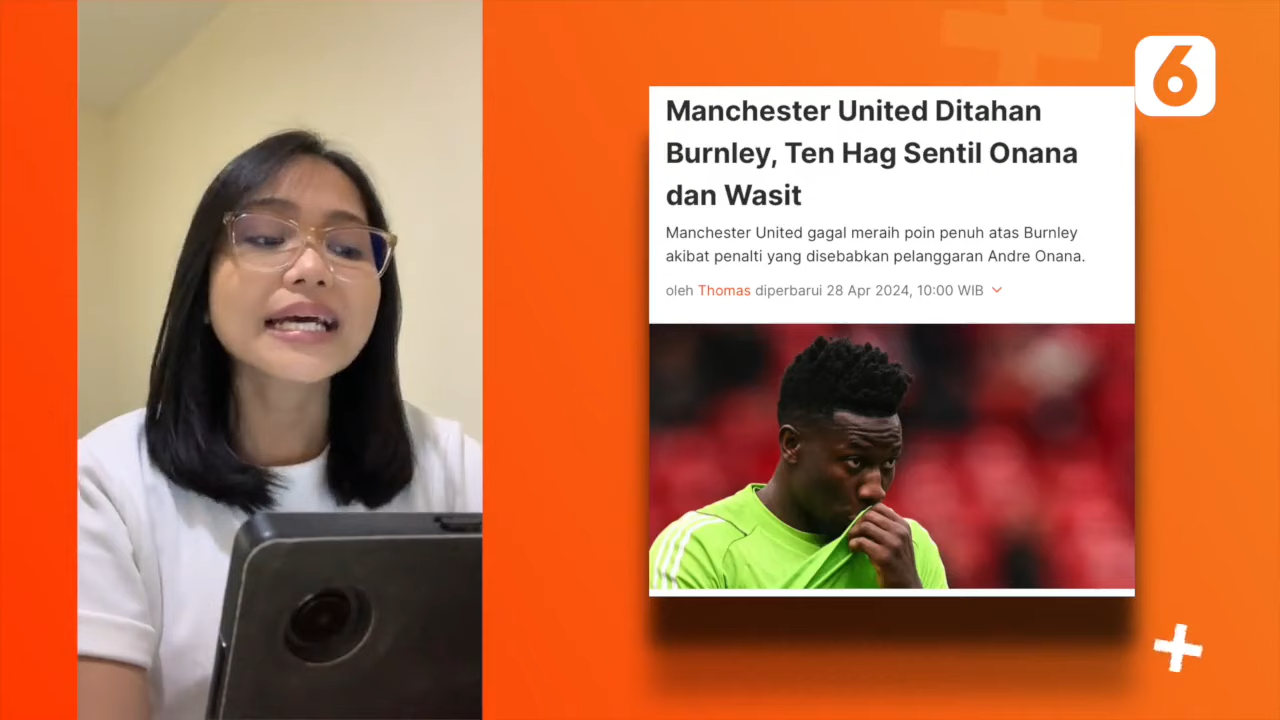 6
Manchester United Ditahan
Burnley, Ten Hag Sentil Onana
dan Wasit
Manchester United gagal meraih poin penuh atas Burnley
akibat penalti yang disebabkan pelanggaran Andre Onana.
oleh Thomas diperbarui 28 Apr 2024, 10:00 WIB